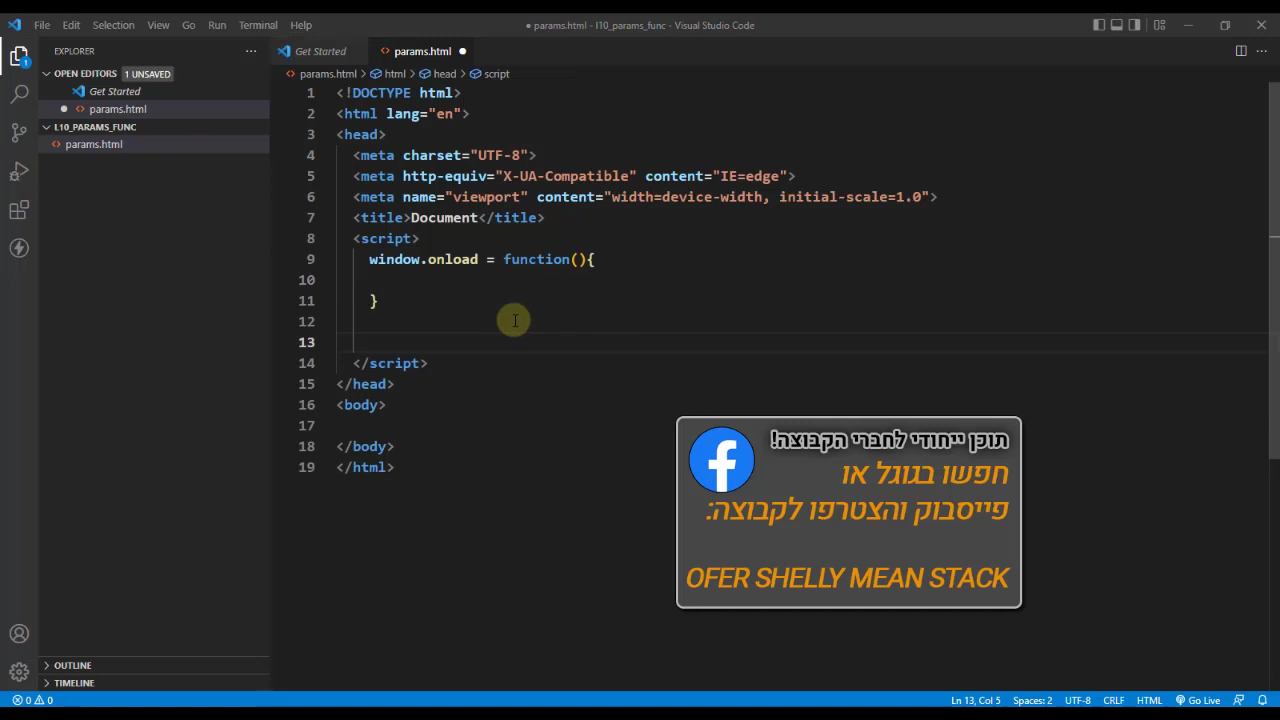 File Edit Selection View Go Run Terminal Help
● params.html - l10_params_func - Visual Studio Code
EXPLORER
OPEN EDITORS 1 UNSAVED
Get Started
params.html
L10_PARAMS_FUNC
params.html
OUTLINE
TIMELINE
Get Started params.html
params.html > html > head > script
1 <!DOCTYPE html>
2 <html lang="en">
3 <head>
4 <meta charset="UTF-8">
5 <meta http-equiv="X-UA-Compatible" content="IE=edge">
6 <meta name="viewport" content="width=device-width, initial-scale=1.0">
7 <title>Document</title>
8 <script>
9 window.onload = function(){
10
11 }
12
13
14 </script>
15 </head>
16 <body>
17
18 </body>
19 </html>
תוכן ייחודי לחברי הקבוצה!
חפשו בגוגל או
פייסבוק והצטרפו לקבוצה:
OFER SHELLY MEAN STACK
0 0 Ln 13, Col 5 Spaces: 2 UTF-8 CRLF HTML Go Live